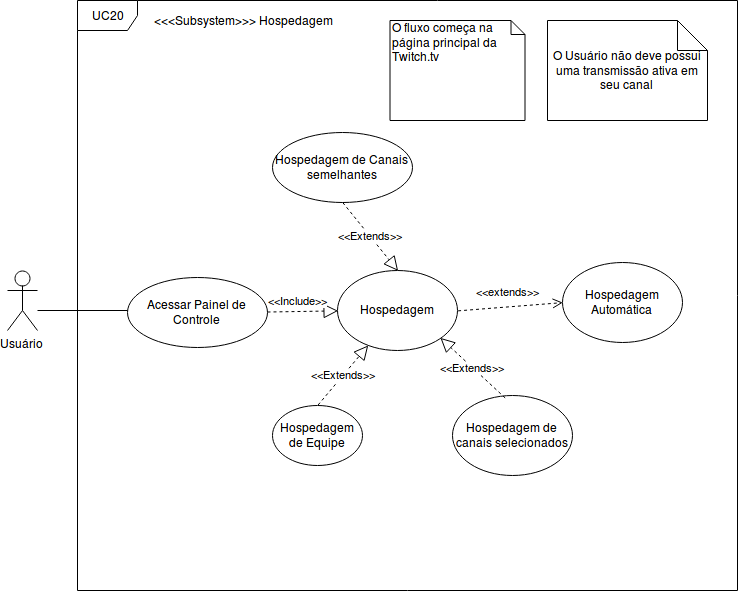 UC20
<<<Subsystem>>> Hospedagem
O fluxo começa na
página principal da
Twitch.tv
O Usuário não deve possui
uma transmissão ativa em
seu canal
Hospedagem de Canais
semelhantes
<<Extends>>
Acessar Painel de
Controle
<<Include>>
Hospedagem
<<extends>>
Hospedagem
Automática
Usuário
<<Extends>>
<<Extends>>
Hospedagem
de Equipe
Hospedagem de
canais selecionados